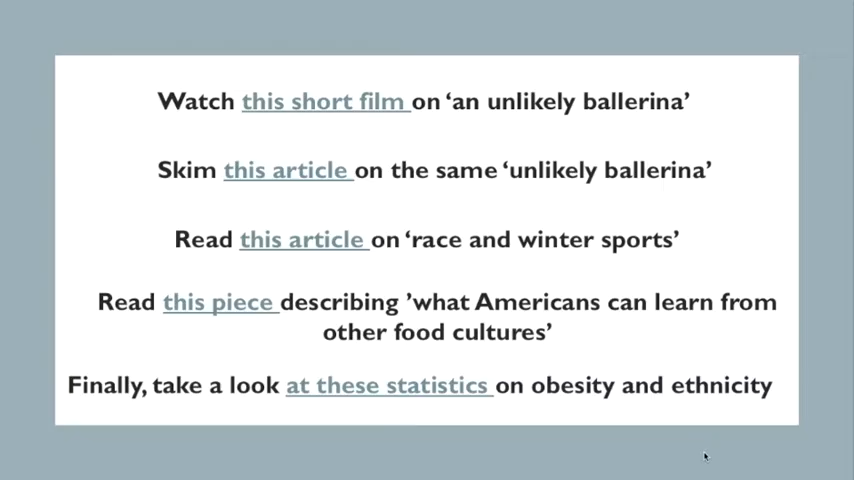 Watch this short film on ‘an unlikely ballerina’
Skim this article on the same ‘unlikely ballerina’
Read this article on ‘race and winter sports’
Read this piece describing ’what Americans can learn from
other food cultures’
Finally, take a look at these statistics on obesity and ethnicity